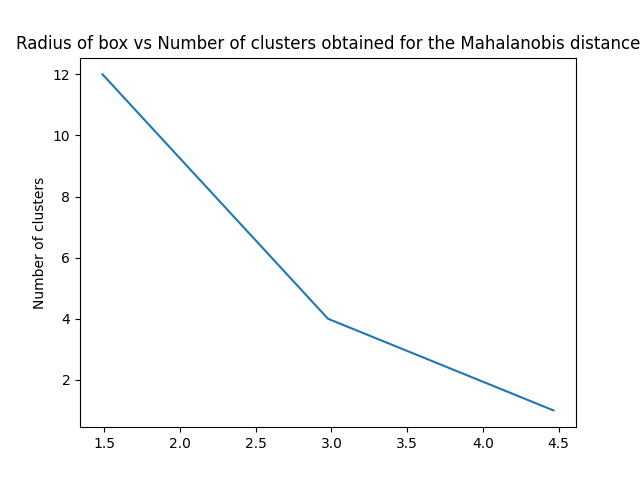 Radius of box vs Number of clusters obtained for the Mahalanobis distance
Number of clusters
12
10
8
6
4
2
1.5 2.0 2.5 3.0 3.5 4.0 4.5